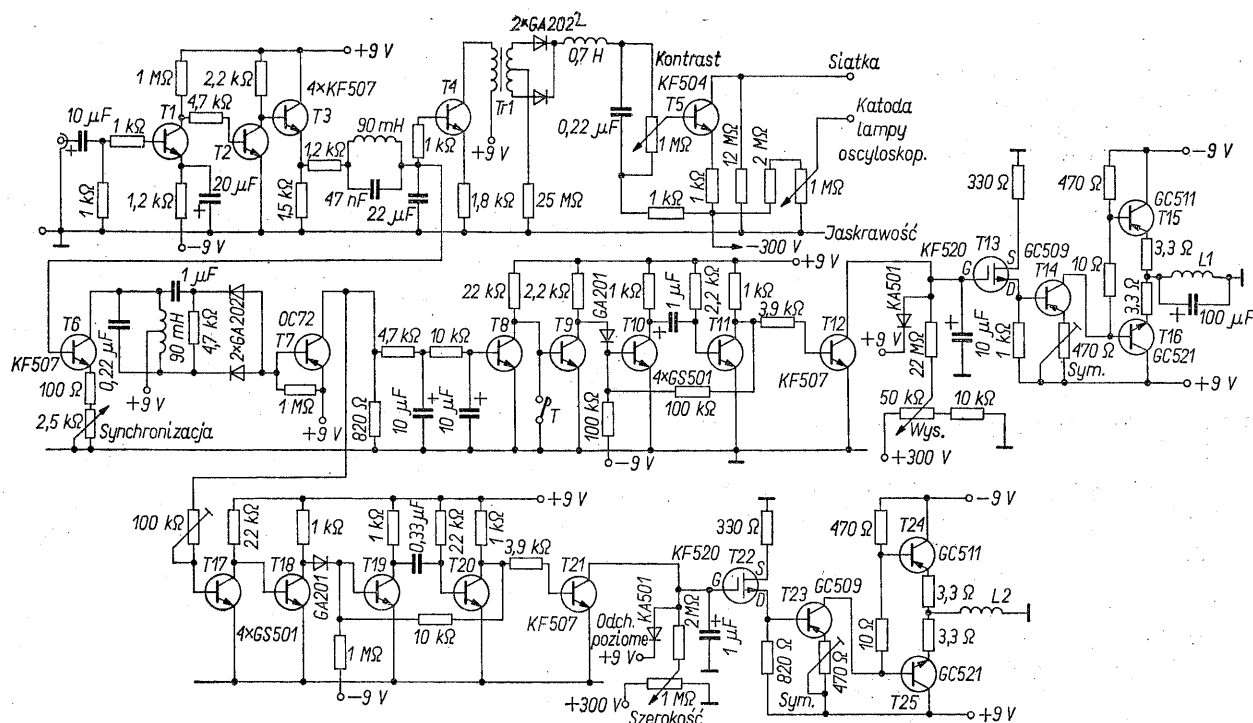 2×GA202
+9 V
1 MΩ
2,2 kΩ
4×KF507
T1
4,7 kΩ
T3
10 µF
1 kΩ
T2
90 mH
1,2 kΩ
47 nF
1 kΩ
1,2 kΩ
20 µF
1,5 kΩ
22 µF
-9 V
T4
Tr1
+9 V
1 kΩ
1,8 kΩ
25 MΩ
0,7 H
Kontrast
KF504
T5
0,22 µF
1 MΩ
1 kΩ
1 kΩ
12 MΩ
2 MΩ
1 MΩ
Siatka
Katoda
lampy
oscyloskop.
Jaskrawość
-300 V
-9 V
330 Ω
470 Ω
GC511
T15
KF520
T13
S
G
D
GC509
T14
10 Ω
3,3 Ω
L1
3,3 Ω
100 µF
T16
GC521
KA501
10 µF
1 kΩ
470 Ω
Sym.
+9 V
22 MΩ
+9 V
50 kΩ
10 kΩ
Wys.
+300 V
1 µF
T6
KF507
0,22 µF
90 mH
4,7 kΩ
2×GA202
OC72
T7
100 Ω
2,5 kΩ
Synchronizacja
+9 V
1 MΩ
+9 V
820 Ω
4,7 kΩ
10 kΩ
10 µF
10 µF
22 kΩ
T8
2,2 kΩ
T9
T
GA201
1 kΩ
T10
1 µF
2,2 kΩ
1 kΩ
T11
3,9 kΩ
T12
KF507
4×GS501
100 kΩ
100 kΩ
-9 V
+9 V
+9 V
100 kΩ
22 kΩ
1 kΩ
T17
T18
GA201
1 kΩ
0,33 µF
22 kΩ
1 kΩ
T19
T20
3,9 kΩ
T21
KF507
4×GS501
10 kΩ
1 MΩ
-9 V
Odch.
poziome
KA501
+9 V
2 MΩ
1 µF
+300 V
1 MΩ
Szerokość
330 Ω
KF520
T22
S
G
D
T23
GC509
820 Ω
470 Ω
Sym.
-9 V
470 Ω
T24
GC511
3,3 Ω
L2
10 Ω
3,3 Ω
GC521
T25
+9 V